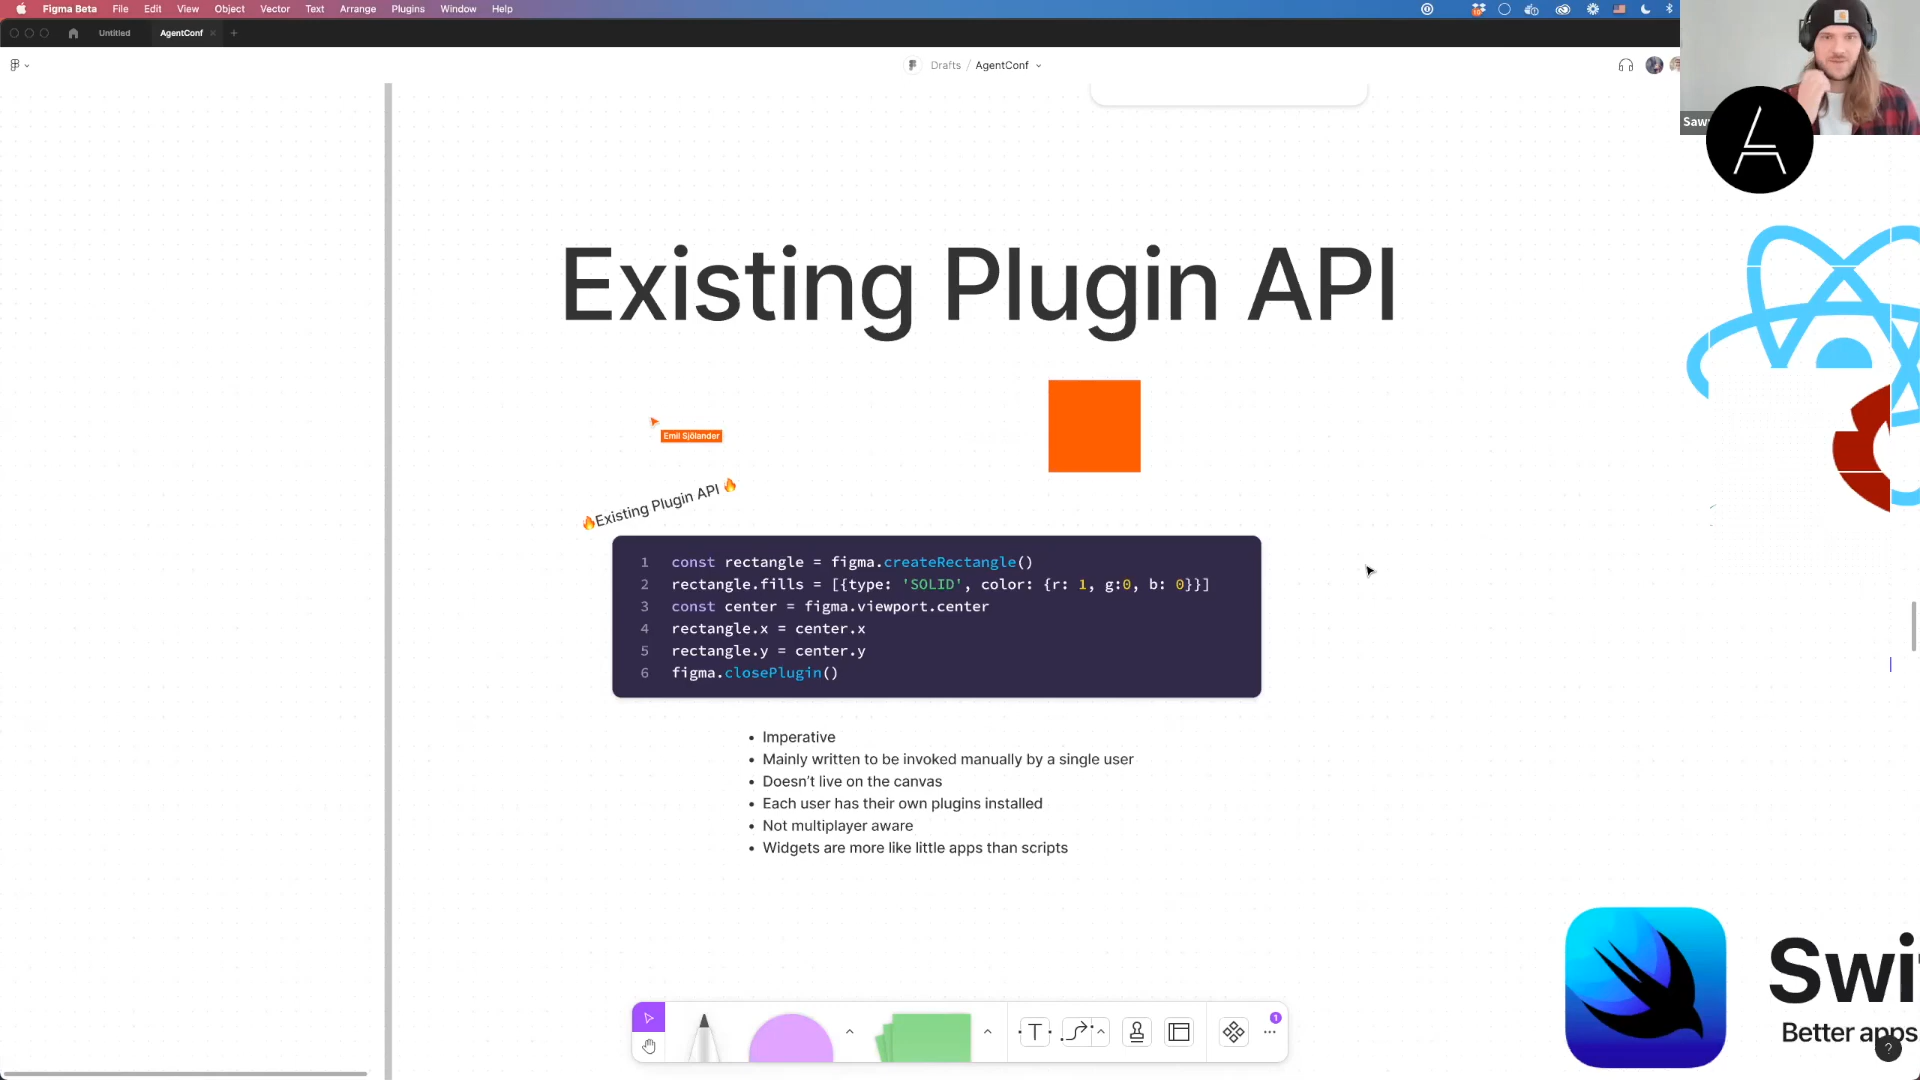 Figma Beta File Edit View Object Vector Text Arrange Plugins Window Help
Untitled AgentConf
Drafts / AgentConf
Existing Plugin API
Emil Sjölander
🔥Existing Plugin API 🔥
1 const rectangle = figma.createRectangle()
2 rectangle.fills = [{type: 'SOLID', color: {r: 1, g:0, b: 0}}]
3 const center = figma.viewport.center
4 rectangle.x = center.x
5 rectangle.y = center.y
6 figma.closePlugin()
• Imperative
• Mainly written to be invoked manually by a single user
• Doesn't live on the canvas
• Each user has their own plugins installed
• Not multiplayer aware
• Widgets are more like little apps than scripts
Swi
Better apps
T
1
?